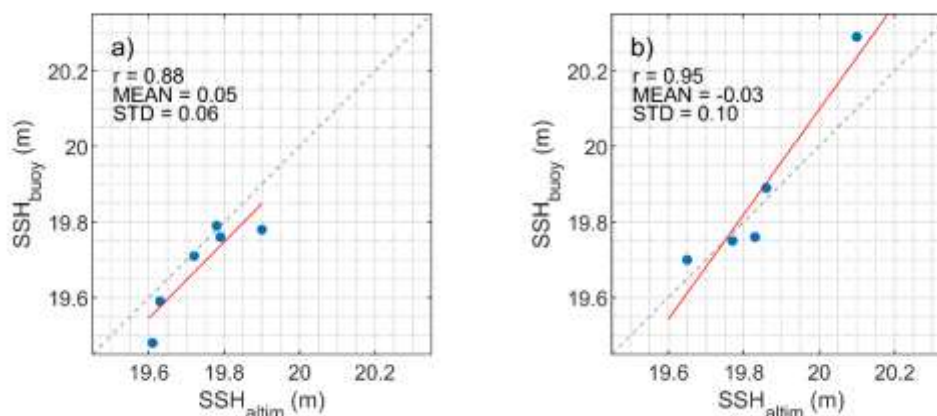 a)
r = 0.88
MEAN = 0.05
STD = 0.06
20.2
20
19.8
19.6
SSH_buoy (m)
19.6 19.8 20 20.2
SSH_altim (m)
b)
r = 0.95
MEAN = -0.03
STD = 0.10
20.2
20
19.8
19.6
SSH_buoy (m)
19.6 19.8 20 20.2
SSH_altim (m)